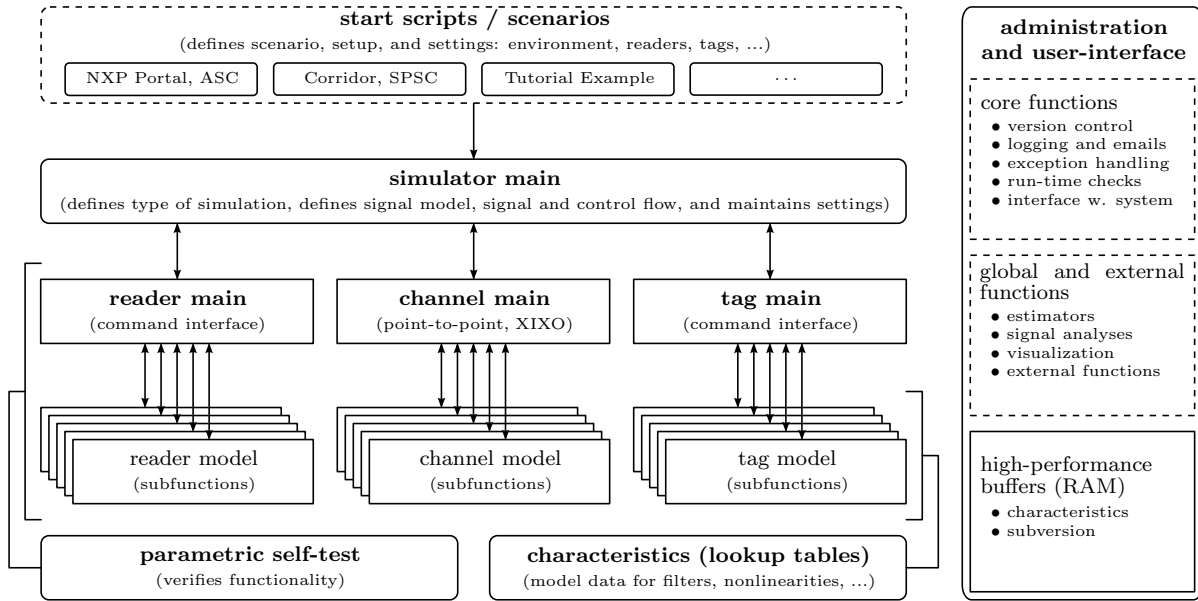 start scripts / scenarios
(defines scenario, setup, and settings: environment, readers, tags, ...)
NXP Portal, ASC
Corridor, SPSC
Tutorial Example
...
simulator main
(defines type of simulation, defines signal model, signal and control flow, and maintains settings)
reader main
(command interface)
channel main
(point-to-point, XIXO)
tag main
(command interface)
reader model
(subfunctions)
channel model
(subfunctions)
tag model
(subfunctions)
parametric self-test
(verifies functionality)
characteristics (lookup tables)
(model data for filters, nonlinearities, ...)
administration
and user-interface
core functions
• version control
• logging and emails
• exception handling
• run-time checks
• interface w. system
global and external
functions
• estimators
• signal analyses
• visualization
• external functions
high-performance
buffers (RAM)
• characteristics
• subversion